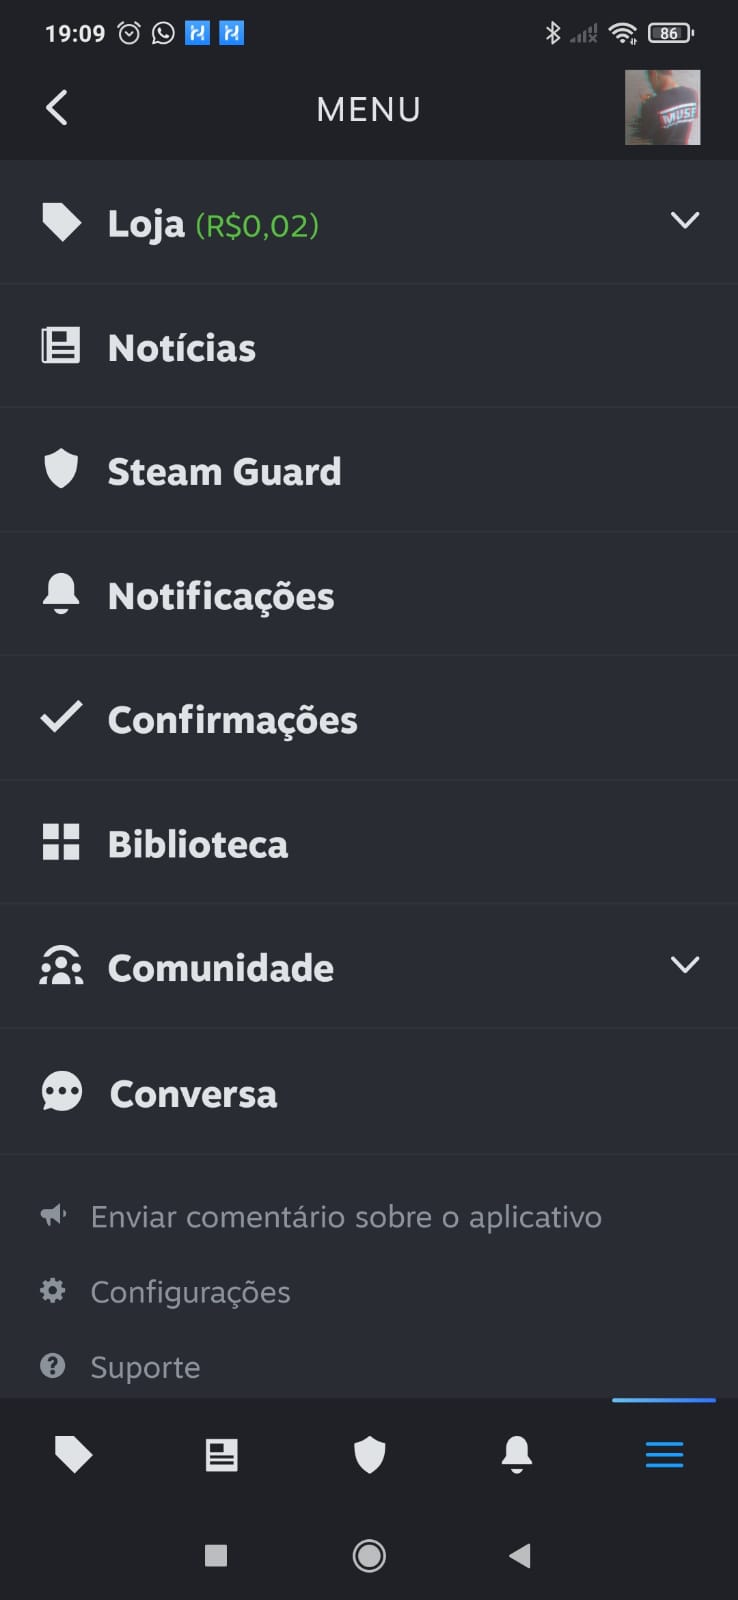 19:09
86
MENU
MUSE
Loja (R$0,02)
Notícias
Steam Guard
Notificações
Confirmações
Biblioteca
Comunidade
Conversa
Enviar comentário sobre o aplicativo
Configurações
Suporte